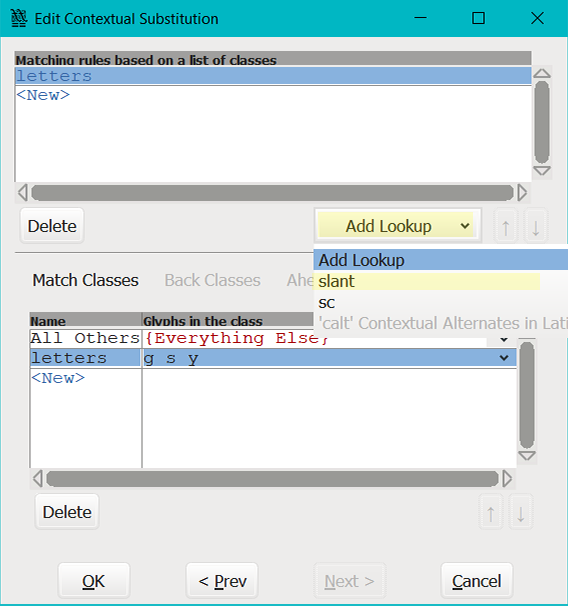 Edit Contextual Substitution
Matching rules based on a list of classes
letters
<New>
Delete
Add Lookup
↑ ↓
Add Lookup
slant
sc
'calt' Contextual Alternates in Lati
Match Classes Back Classes Ahe
Name Glyphs in the class
All Others {Everything Else}
letters g s y
<New>
Delete ↑ ↓
OK < Prev Next > Cancel